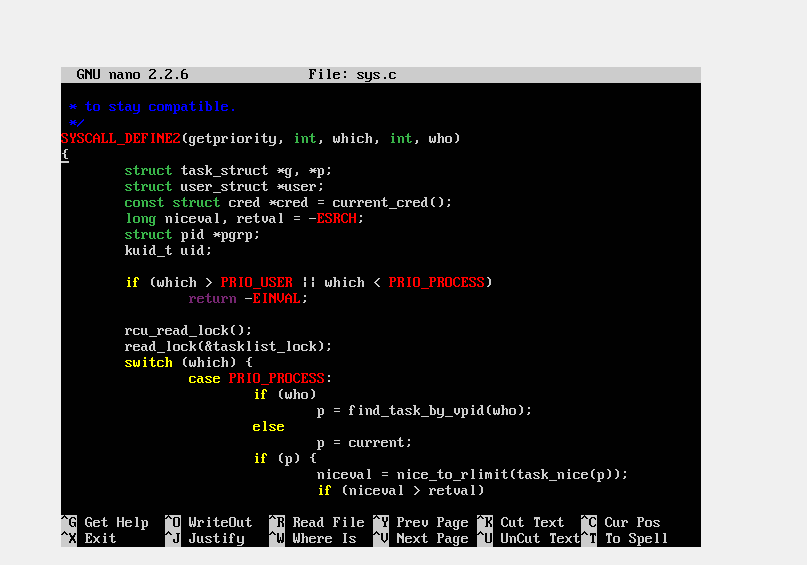 GNU nano 2.2.6 File: sys.c
* to stay compatible.
*/
SYSCALL_DEFINE2(getpriority, int, which, int, who)
{
struct task_struct *g, *p;
struct user_struct *user;
const struct cred *cred = current_cred();
long niceval, retval = -ESRCH;
struct pid *pgrp;
kuid_t uid;
if (which > PRIO_USER || which < PRIO_PROCESS)
return -EINVAL;
rcu_read_lock();
read_lock(&tasklist_lock);
switch (which) {
case PRIO_PROCESS:
if (who)
p = find_task_by_vpid(who);
else
p = current;
if (p) {
niceval = nice_to_rlimit(task_nice(p));
if (niceval > retval)
^G Get Help ^O WriteOut ^R Read File ^Y Prev Page ^K Cut Text ^C Cur Pos
^X Exit ^J Justify ^W Where Is ^V Next Page ^U UnCut Text ^T To Spell